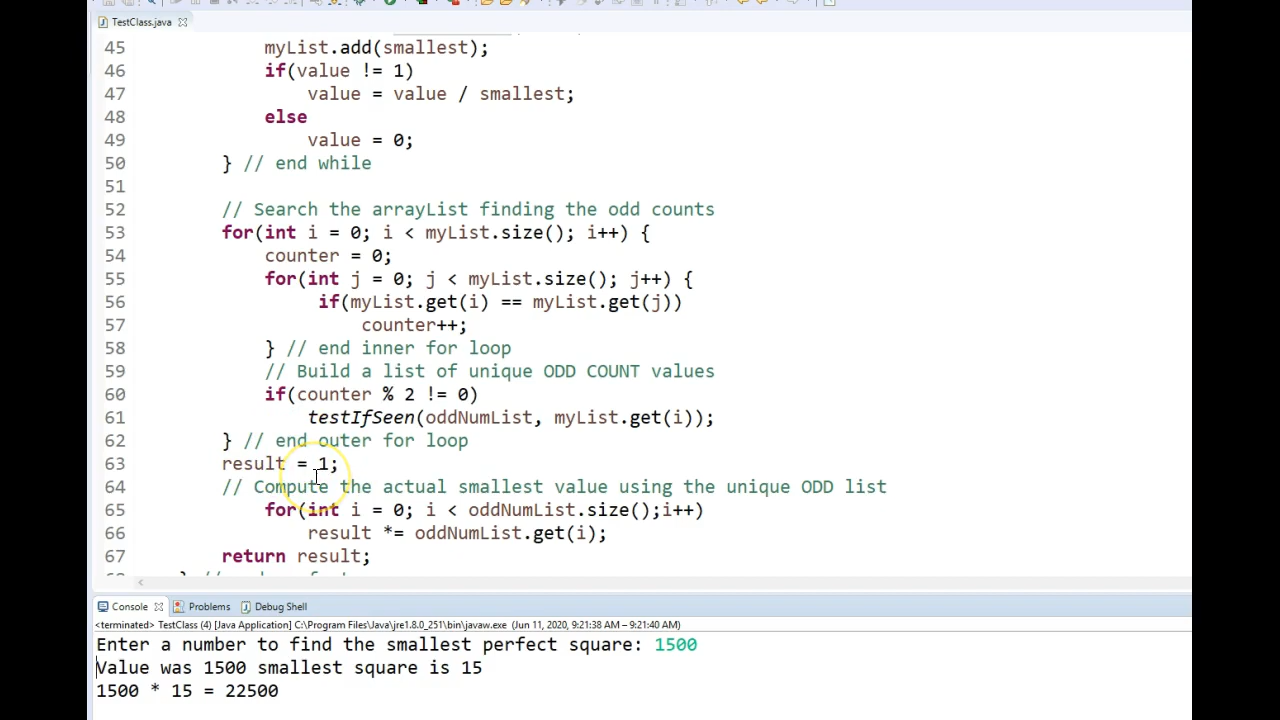 TestClass.java
45 myList.add(smallest);
46 if(value != 1)
47 value = value / smallest;
48 else
49 value = 0;
50 } // end while
51
52 // Search the arrayList finding the odd counts
53 for(int i = 0; i < myList.size(); i++) {
54 counter = 0;
55 for(int j = 0; j < myList.size(); j++) {
56 if(myList.get(i) == myList.get(j))
57 counter++;
58 } // end inner for loop
59 // Build a list of unique ODD COUNT values
60 if(counter % 2 != 0)
61 testIfSeen(oddNumList, myList.get(i));
62 } // end outer for loop
63 result = 1;
64 // Compute the actual smallest value using the unique ODD list
65 for(int i = 0; i < oddNumList.size();i++)
66 result *= oddNumList.get(i);
67 return result;
Console Problems Debug Shell
<terminated> TestClass (4) [Java Application] C:\Program Files\Java\jre1.8.0_251\bin\javaw.exe (Jun 11, 2020, 9:21:38 AM – 9:21:40 AM)
Enter a number to find the smallest perfect square: 1500
Value was 1500 smallest square is 15
1500 * 15 = 22500